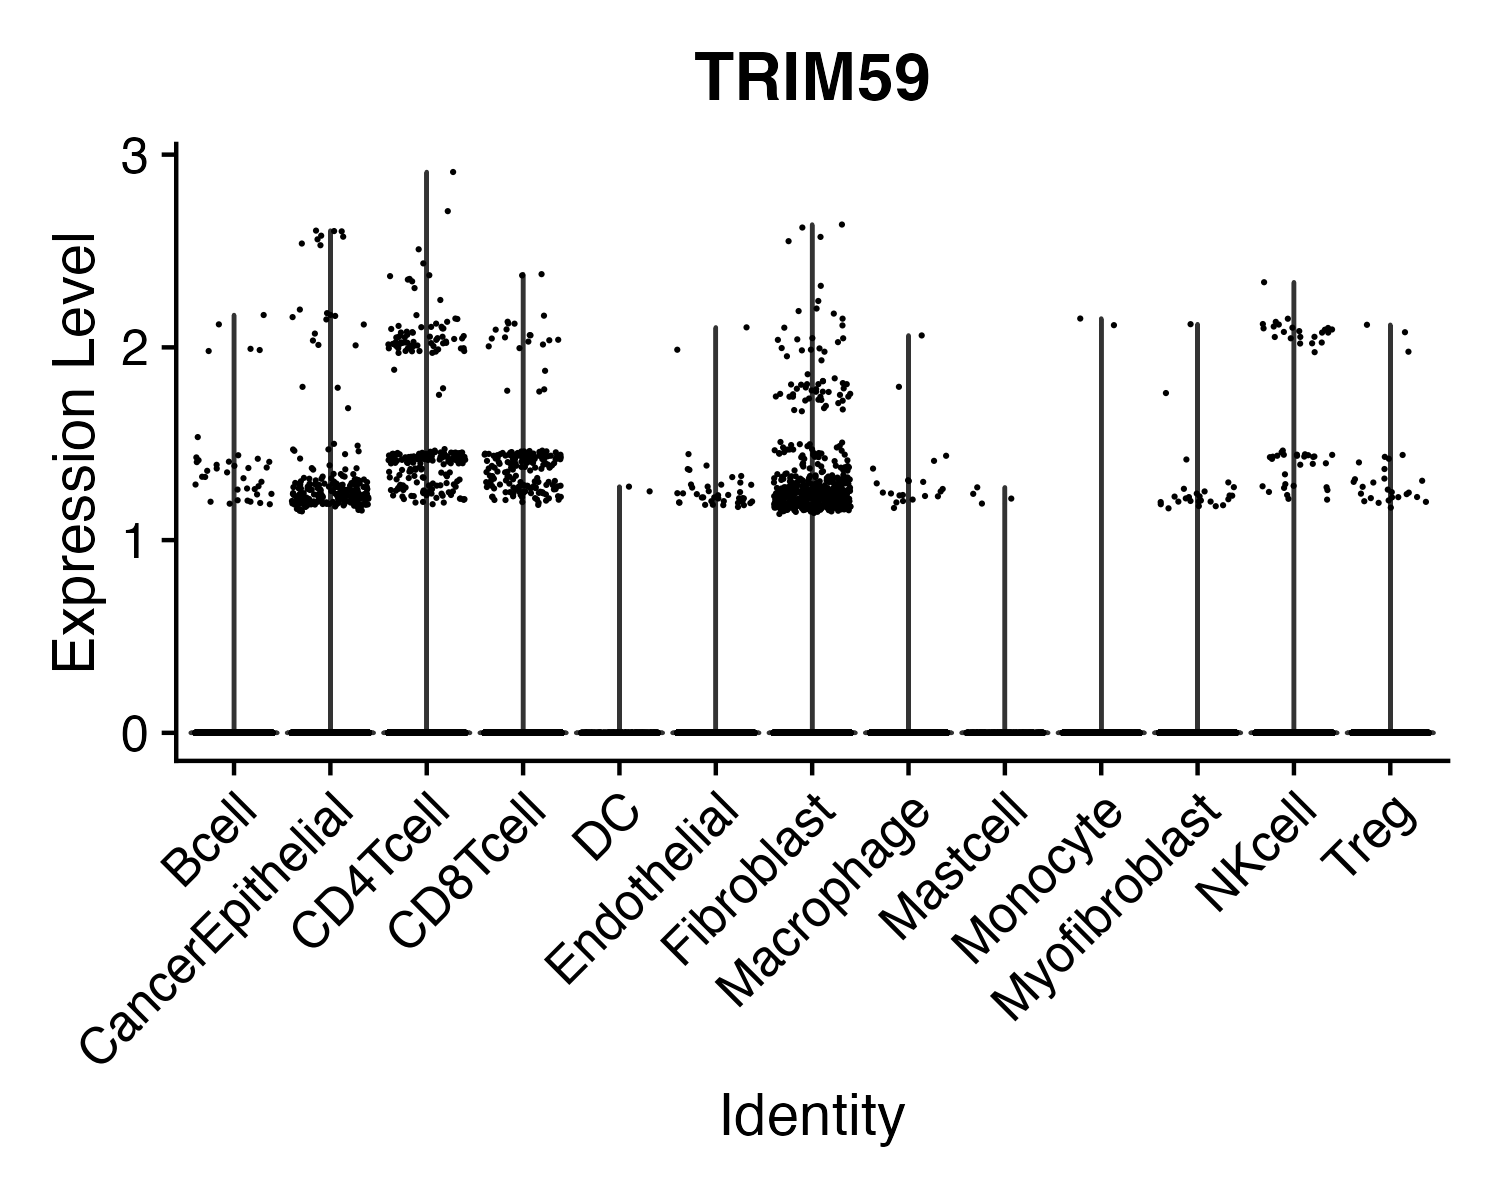 TRIM59
Expression Level
3
2
1
0
Bcell
CancerEpithelial
CD4Tcell
CD8Tcell
DC
Endothelial
Fibroblast
Macrophage
Mastcell
Monocyte
Myofibroblast
NKcell
Treg
Identity